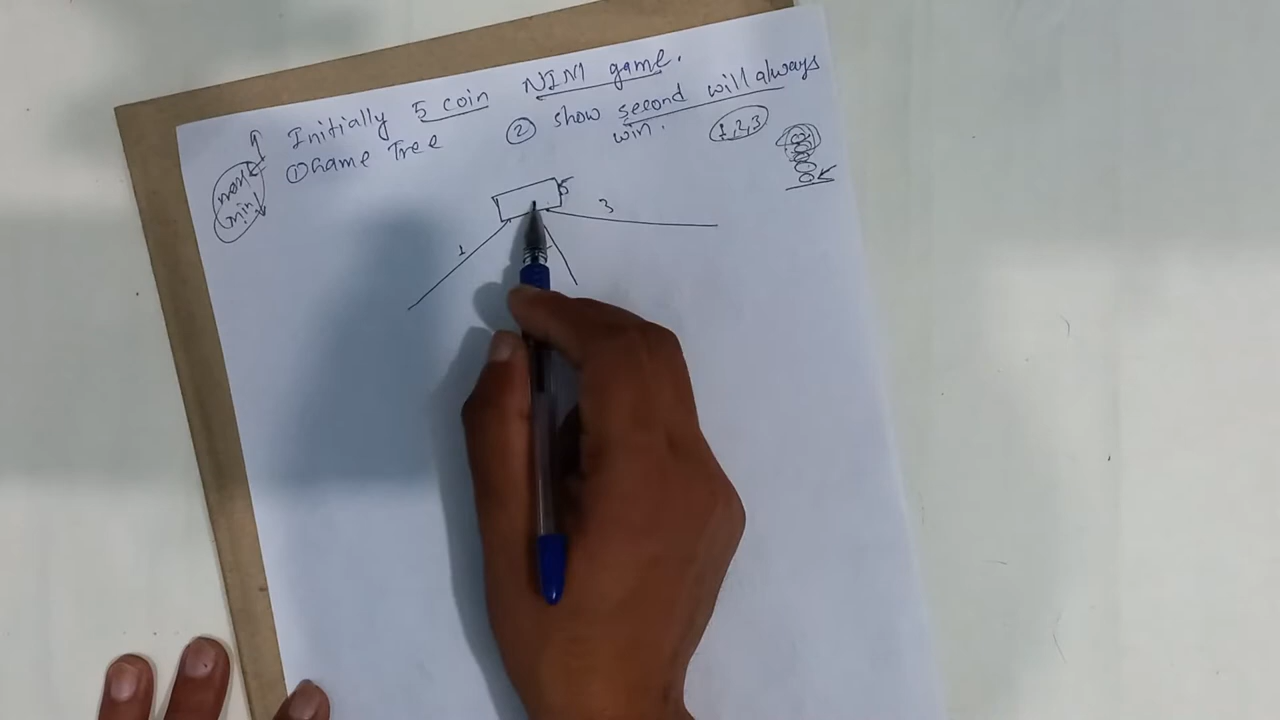 Initially 5 coin NIM game.
① Game Tree ② show second will always win.
1,2,3
max
min
5
1 3